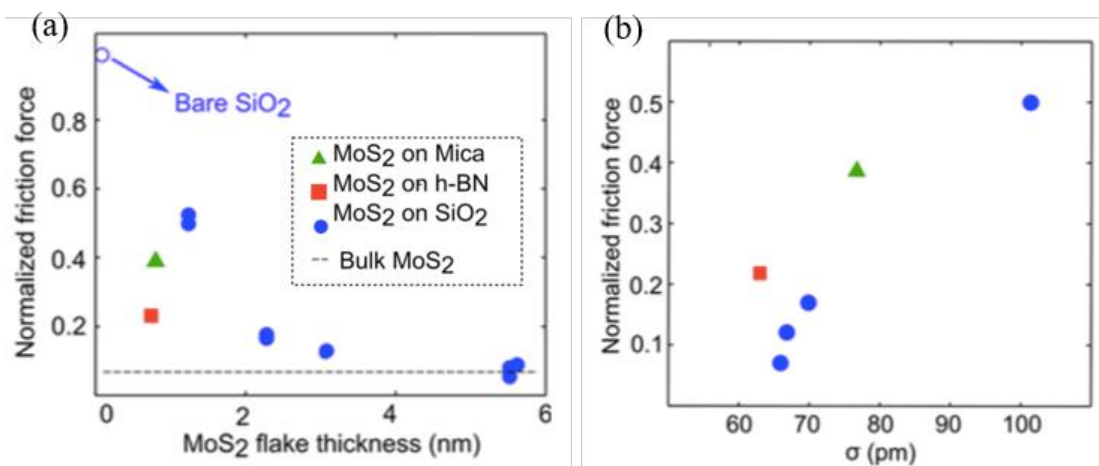 (a)
Normalized friction force
0.8
0.6
0.4
0.2
Bare SiO₂
MoS₂ on Mica
MoS₂ on h-BN
MoS₂ on SiO₂
Bulk MoS₂
0 2 4 6
MoS₂ flake thickness (nm)
(b)
Normalized friction force
0.5
0.4
0.3
0.2
0.1
60 70 80 90 100
σ (pm)